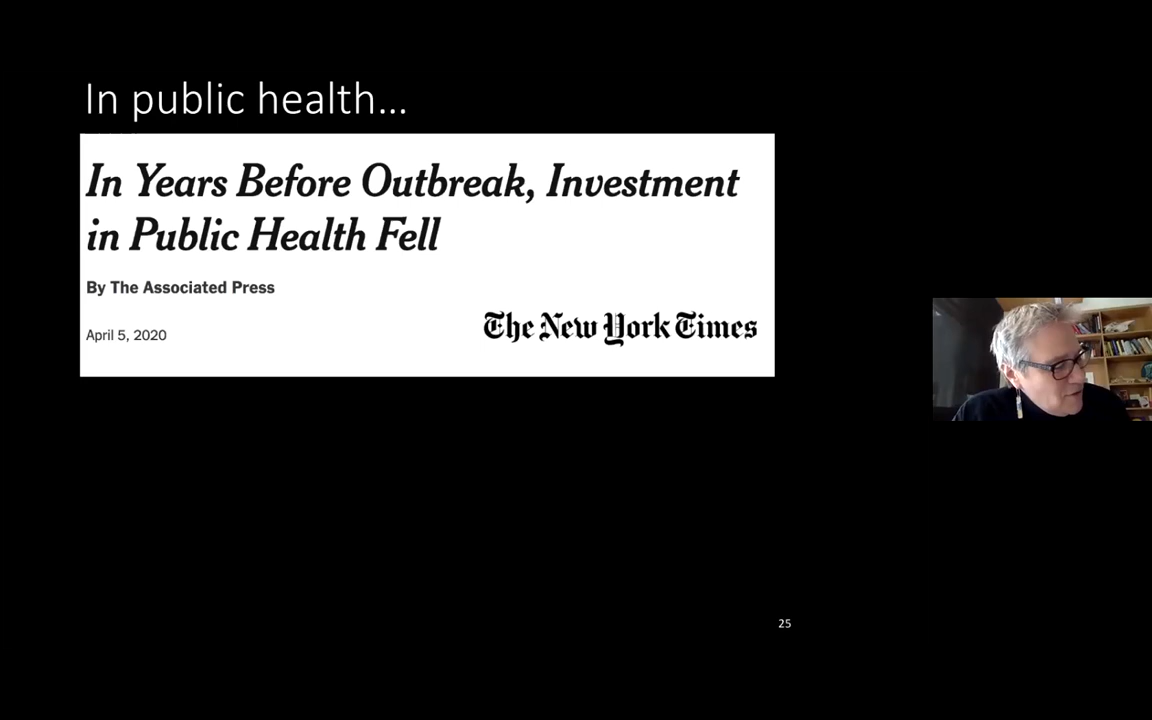 In public health...
In Years Before Outbreak, Investment
in Public Health Fell
By The Associated Press
April 5, 2020
The New York Times
25